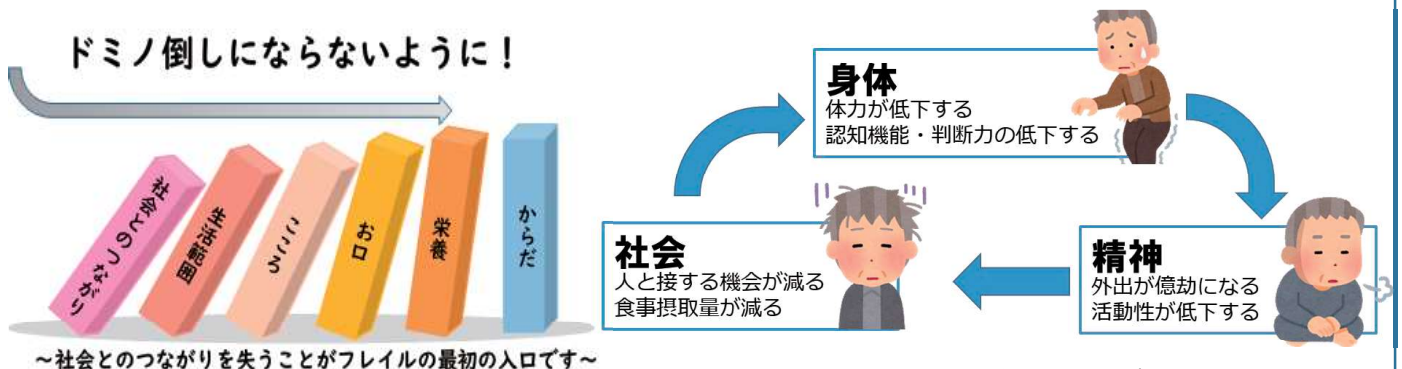 ドミノ倒しにならないように！
社会とのつながり
生活範囲
こころ
お口
栄養
からだ
～社会とのつながりを失うことがフレイルの最初の入口です～
身体
体力が低下する
認知機能・判断力の低下する
精神
外出が億劫になる
活動性が低下する
社会
人と接する機会が減る
食事摂取量が減る